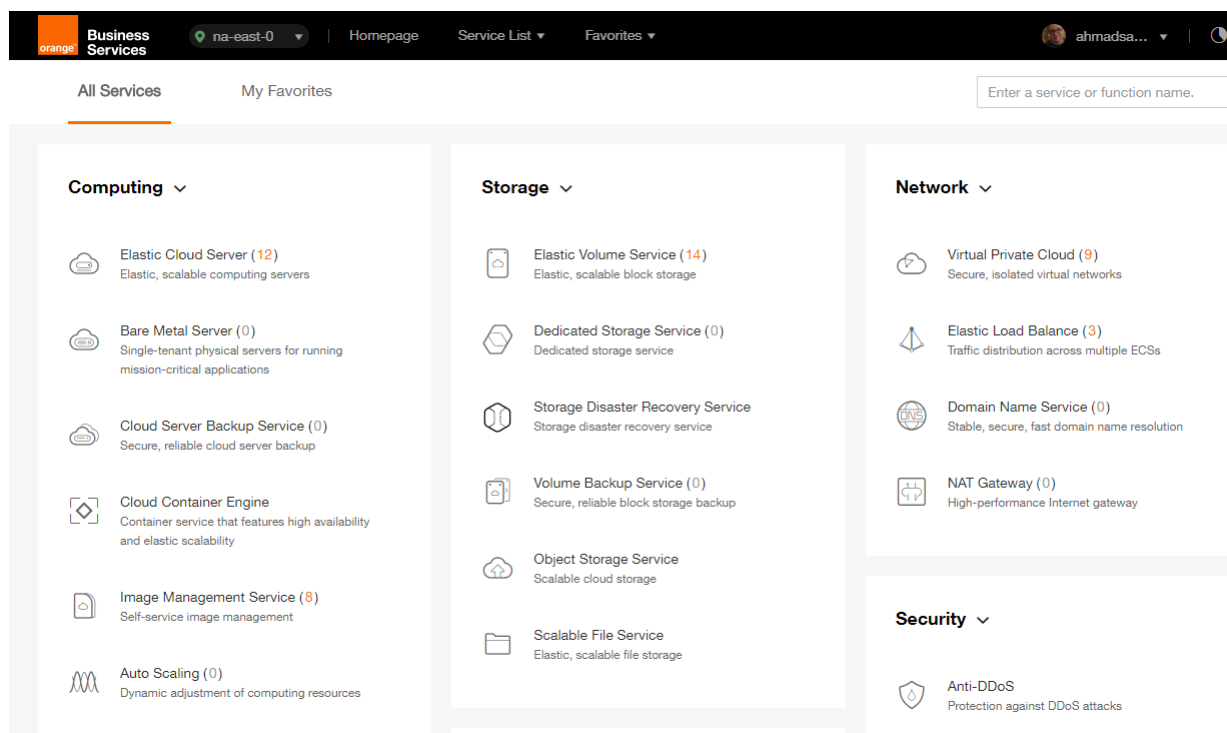 orange™
Business
Services
na-east-0
Homepage
Service List
Favorites
ahmadsa...
All Services
My Favorites
Enter a service or function name.
Computing
Elastic Cloud Server (12)
Elastic, scalable computing servers
Bare Metal Server (0)
Single-tenant physical servers for running
mission-critical applications
Cloud Server Backup Service (0)
Secure, reliable cloud server backup
Cloud Container Engine
Container service that features high availability
and elastic scalability
Image Management Service (8)
Self-service image management
Auto Scaling (0)
Dynamic adjustment of computing resources
Storage
Elastic Volume Service (14)
Elastic, scalable block storage
Dedicated Storage Service (0)
Dedicated storage service
Storage Disaster Recovery Service
Storage disaster recovery service
Volume Backup Service (0)
Secure, reliable block storage backup
Object Storage Service
Scalable cloud storage
Scalable File Service
Elastic, scalable file storage
Network
Virtual Private Cloud (9)
Secure, isolated virtual networks
Elastic Load Balance (3)
Traffic distribution across multiple ECSs
DNS
Domain Name Service (0)
Stable, secure, fast domain name resolution
NAT Gateway (0)
High-performance Internet gateway
Security
Anti-DDoS
Protection against DDoS attacks